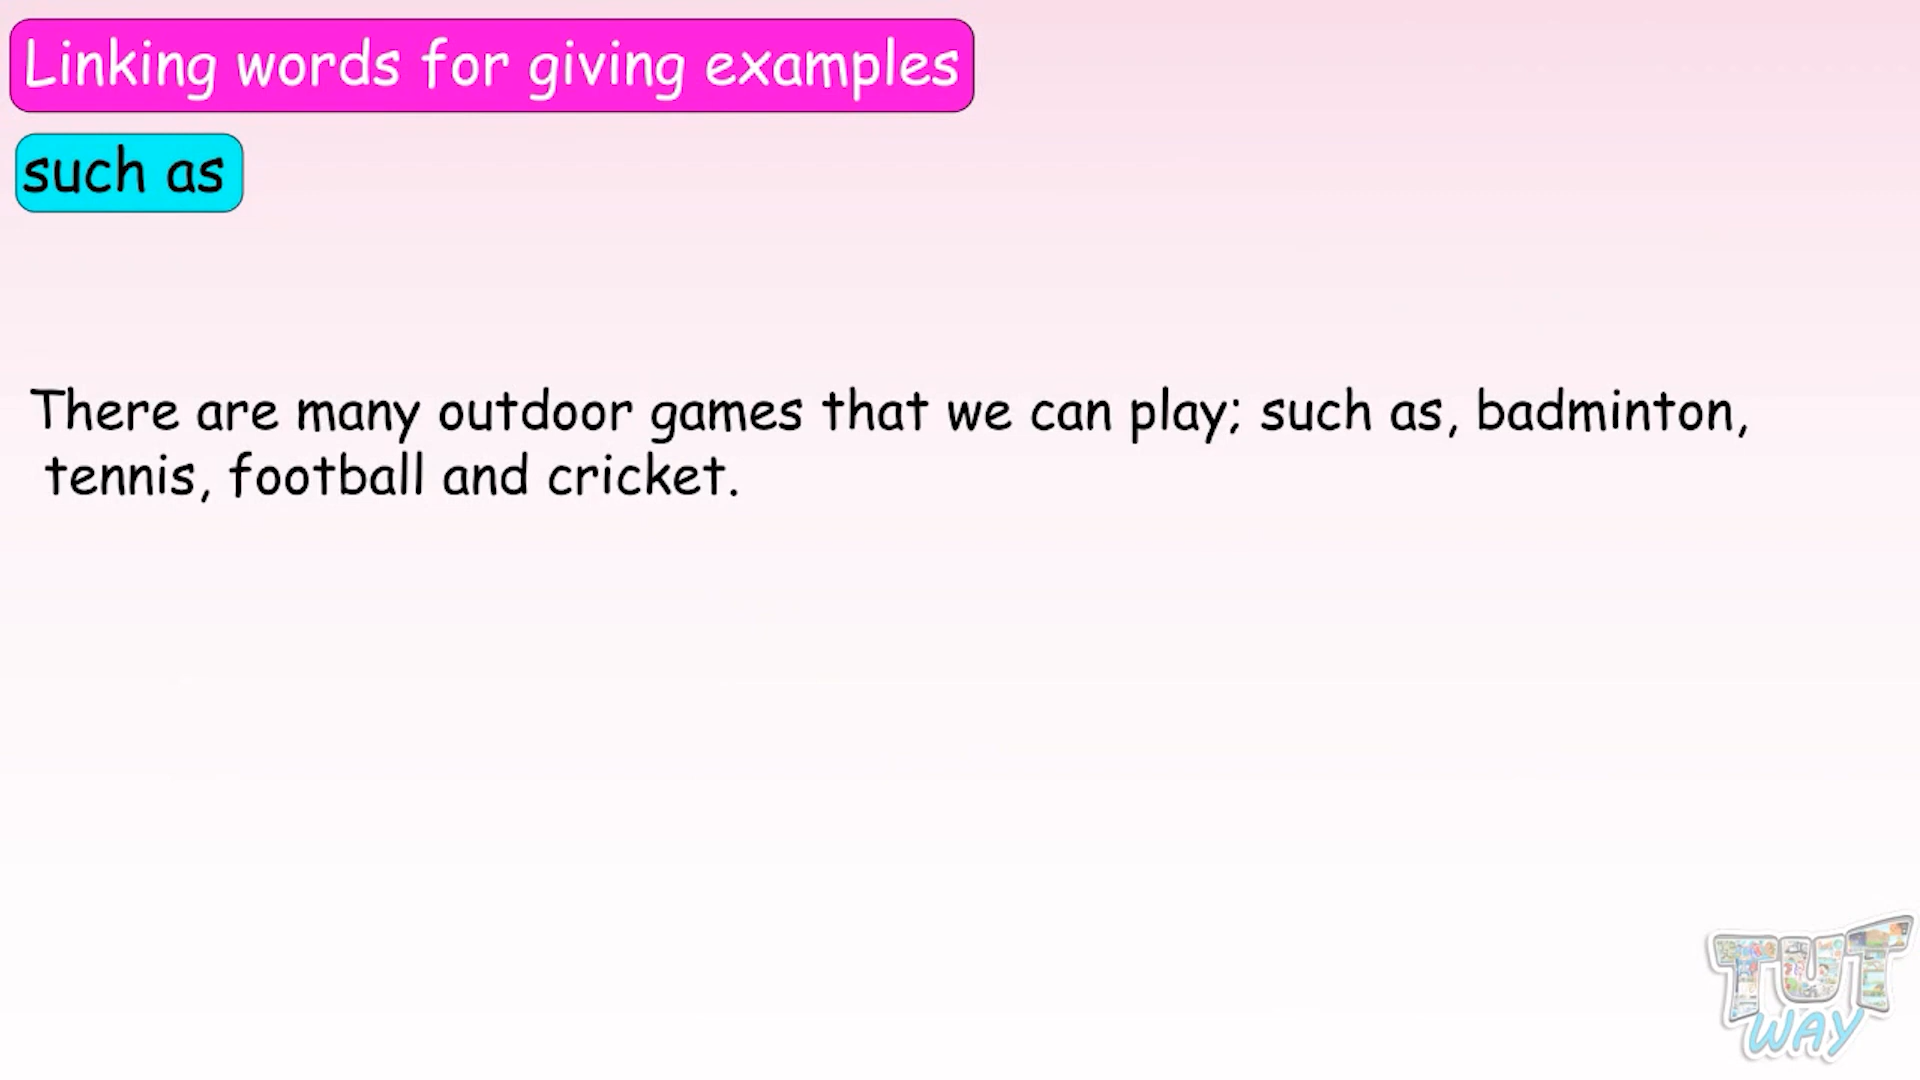 Linking words for giving examples
such as
There are many outdoor games that we can play; such as, badminton,
tennis, football and cricket.
TUT
WAY